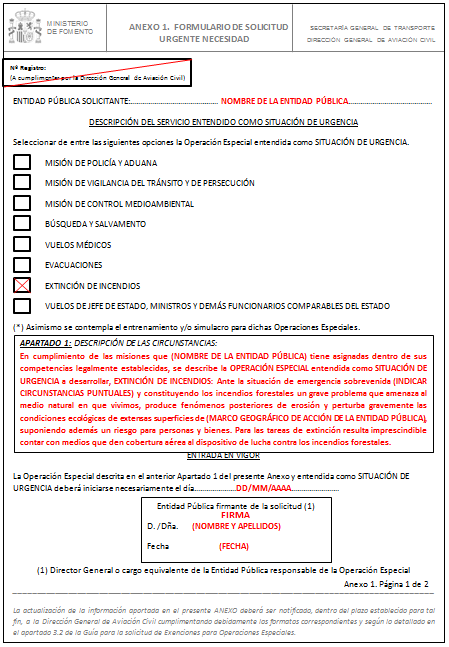 MINISTERIO
DE FOMENTO
ANEXO 1. FORMULARIO DE SOLICITUD
URGENTE NECESIDAD
SECRETARÍA GENERAL DE TRANSPORTE
DIRECCIÓN GENERAL DE AVIACIÓN CIVIL
Nº Registro:
(A cumplimentar por la Dirección General de Aviación Civil)
ENTIDAD PÚBLICA SOLICITANTE:.................................... NOMBRE DE LA ENTIDAD PÚBLICA..................................
DESCRIPCIÓN DEL SERVICIO ENTENDIDO COMO SITUACIÓN DE URGENCIA
Seleccionar de entre las siguientes opciones la Operación Especial entendida como SITUACIÓN DE URGENCIA.
MISIÓN DE POLICÍA Y ADUANA
MISIÓN DE VIGILANCIA DEL TRÁNSITO Y DE PERSECUCIÓN
MISIÓN DE CONTROL MEDIOAMBIENTAL
BÚSQUEDA Y SALVAMENTO
VUELOS MÉDICOS
EVACUACIONES
EXTINCIÓN DE INCENDIOS
VUELOS DE JEFE DE ESTADO, MINISTROS Y DEMÁS FUNCIONARIOS COMPARABLES DEL ESTADO
(*) Asimismo se contempla el entrenamiento y/o simulacro para dichas Operaciones Especiales.
APARTADO 1: DESCRIPCIÓN DE LAS CIRCUNSTANCIAS:
En cumplimiento de las misiones que (NOMBRE DE LA ENTIDAD PÚBLICA) tiene asignadas dentro de sus
competencias legalmente establecidas, se describe la OPERACIÓN ESPECIAL entendida como SITUACIÓN DE
URGENCIA a desarrollar, EXTINCIÓN DE INCENDIOS: Ante la situación de emergencia sobrevenida (INDICAR
CIRCUNSTANCIAS PUNTUALES) y constituyendo los incendios forestales un grave problema que amenaza al
medio natural en que vivimos, produce fenómenos posteriores de erosión y perturba gravemente las
condiciones ecológicas de extensas superficies de (MARCO GEOGRÁFICO DE ACCIÓN DE LA ENTIDAD PÚBLICA),
suponiendo además un riesgo para personas y bienes. Para las tareas de extinción resulta imprescindible
contar con medios que den cobertura aérea al dispositivo de lucha contra los incendios forestales.
ENTRADA EN VIGOR
La Operación Especial descrita en el anterior Apartado 1 del presente Anexo y entendida como SITUACIÓN DE
URGENCIA deberá iniciarse necesariamente el día..................DD/MM/AAAA....................
Entidad Pública firmante de la solicitud (1)
FIRMA
D. /Dña. (NOMBRE Y APELLIDOS)
Fecha (FECHA)
(1) Director General o cargo equivalente de la Entidad Pública responsable de la Operación Especial
Anexo 1. Página 1 de 2
La actualización de la información aportada en el presente ANEXO deberá ser notificada, dentro del plazo establecido para tal
fin, a la Dirección General de Aviación Civil cumplimentando debidamente los formatos correspondientes y según lo detallado en
el apartado 3.2 de la Guía para la solicitud de Exenciones para Operaciones Especiales.